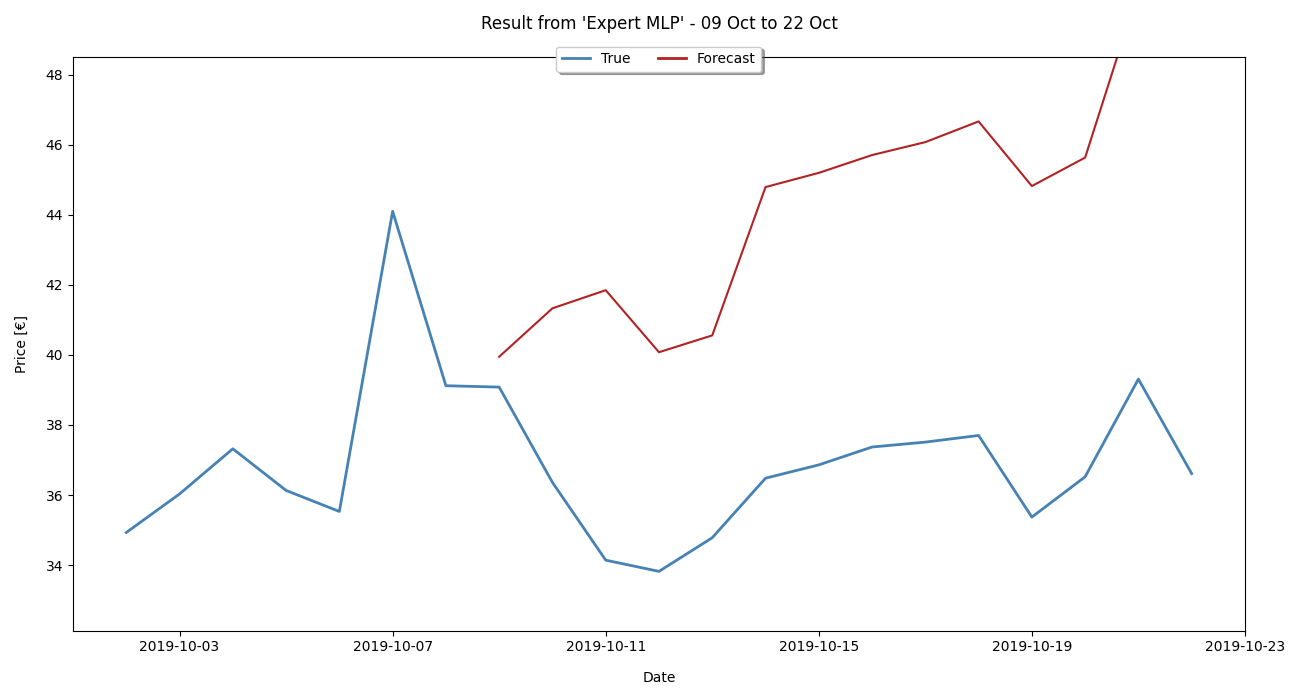 Result from 'Expert MLP' - 09 Oct to 22 Oct
True Forecast
48
46
44
42
40
38
36
34
Price [€]
2019-10-03 2019-10-07 2019-10-11 2019-10-15 2019-10-19 2019-10-23
Date